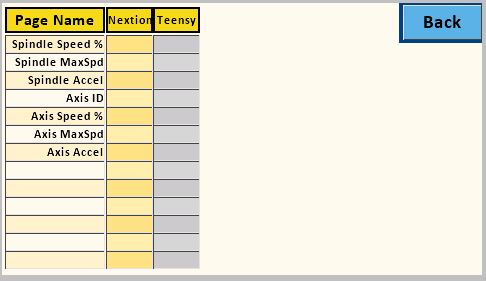 Page Name Nextion Teensy Back
Spindle Speed %
Spindle MaxSpd
Spindle Accel
Axis ID
Axis Speed %
Axis MaxSpd
Axis Accel